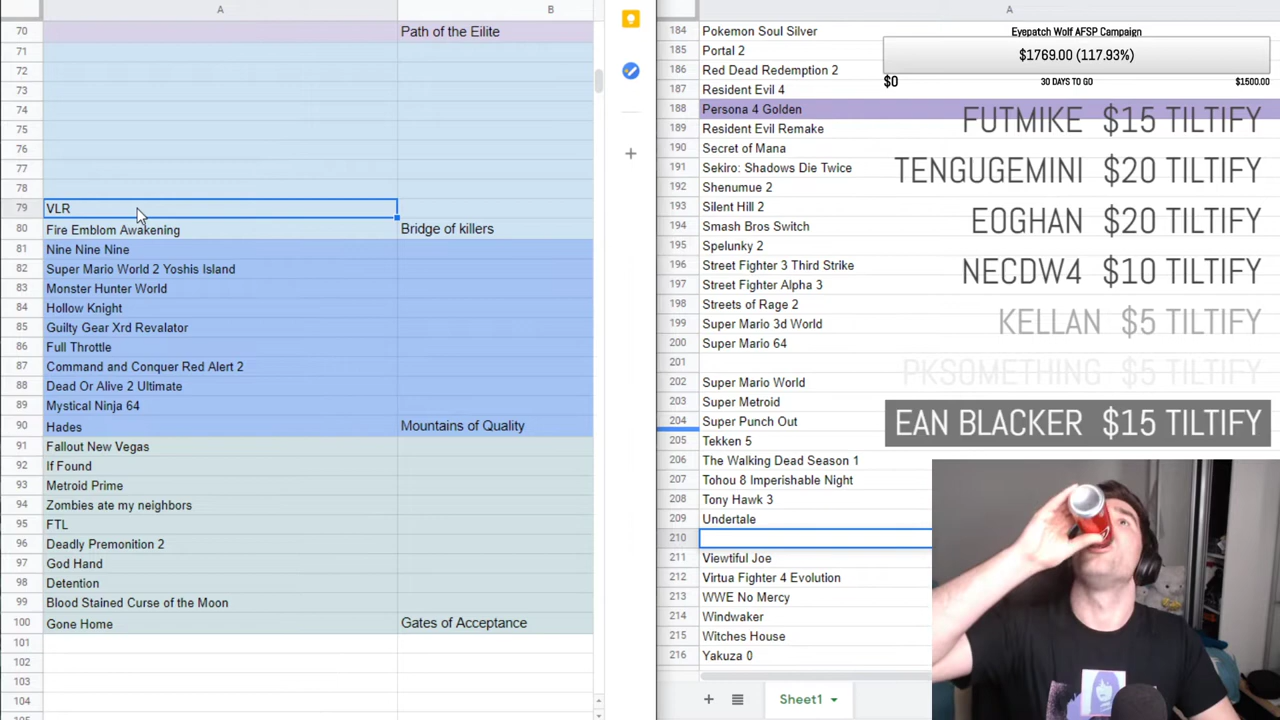 A
B
70 Path of the Eilite
71
72
73
74
75
76
77
78
79 VLR
80 Fire Emblom Awakening Bridge of killers
81 Nine Nine Nine
82 Super Mario World 2 Yoshis Island
83 Monster Hunter World
84 Hollow Knight
85 Guilty Gear Xrd Revalator
86 Full Throttle
87 Command and Conquer Red Alert 2
88 Dead Or Alive 2 Ultimate
89 Mystical Ninja 64
90 Hades Mountains of Quality
91 Fallout New Vegas
92 If Found
93 Metroid Prime
94 Zombies ate my neighbors
95 FTL
96 Deadly Premonition 2
97 God Hand
98 Detention
99 Blood Stained Curse of the Moon
100 Gone Home Gates of Acceptance
101
102
103
104
A
184 Pokemon Soul Silver
185 Portal 2
186 Red Dead Redemption 2
187 Resident Evil 4
188 Persona 4 Golden
189 Resident Evil Remake
190 Secret of Mana
191 Sekiro: Shadows Die Twice
192 Shenumue 2
193 Silent Hill 2
194 Smash Bros Switch
195 Spelunky 2
196 Street Fighter 3 Third Strike
197 Street Fighter Alpha 3
198 Streets of Rage 2
199 Super Mario 3d World
200 Super Mario 64
201
202 Super Mario World
203 Super Metroid
204 Super Punch Out
205 Tekken 5
206 The Walking Dead Season 1
207 Tohou 8 Imperishable Night
208 Tony Hawk 3
209 Undertale
210
211 Viewtiful Joe
212 Virtua Fighter 4 Evolution
213 WWE No Mercy
214 Windwaker
215 Witches House
216 Yakuza 0
Sheet1
Eyepatch Wolf AFSP Campaign
$1769.00 (117.93%)
$0 30 DAYS TO GO $1500.00
FUTMIKE $15 TILTIFY
TENGUGEMINI $20 TILTIFY
EOGHAN $20 TILTIFY
NECDW4 $10 TILTIFY
KELLAN $5 TILTIFY
PKSOMETHING $5 TILTIFY
EAN BLACKER $15 TILTIFY